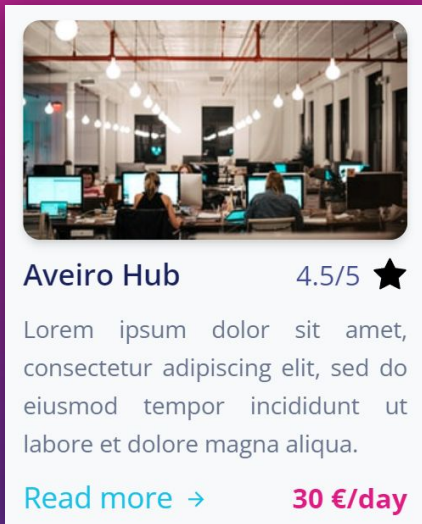 Aveiro Hub 4.5/5
Lorem ipsum dolor sit amet,
consectetur adipiscing elit, sed do
eiusmod tempor incididunt ut
labore et dolore magna aliqua.
Read more → 30 €/day